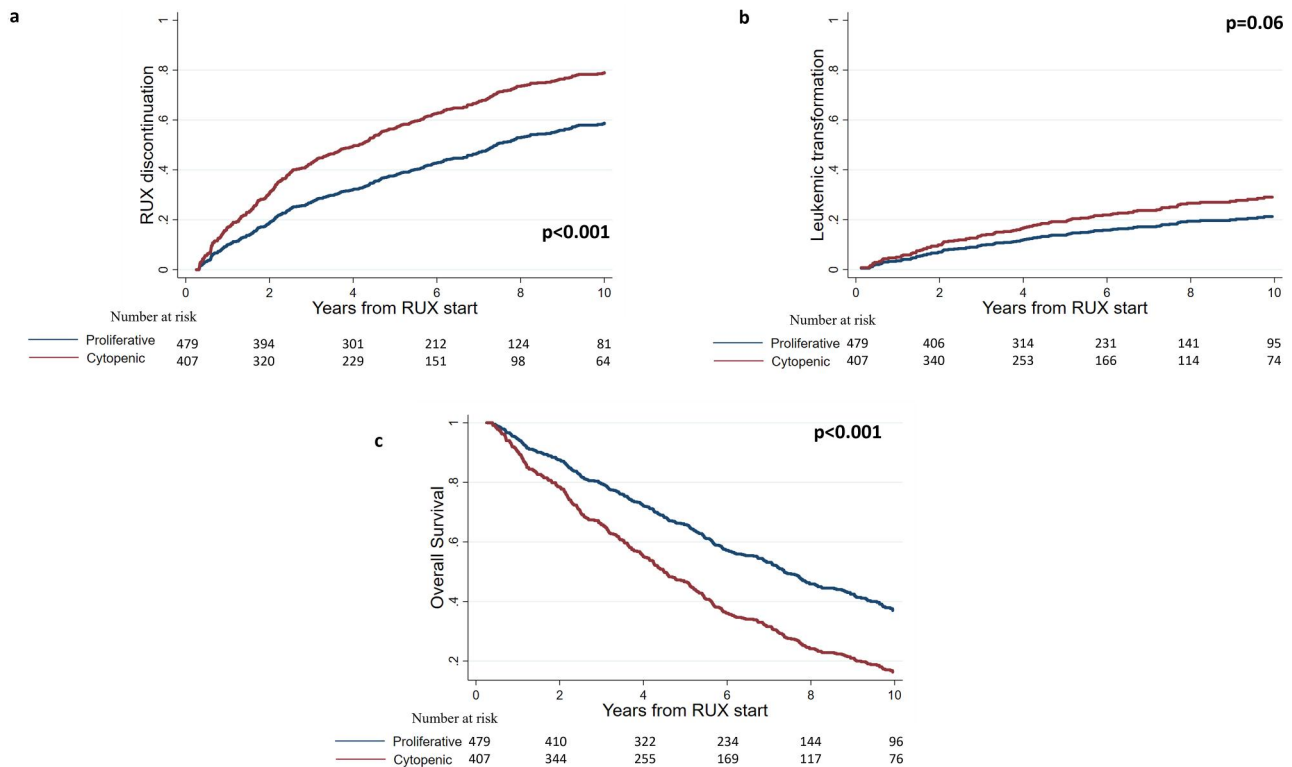 a
RUX discontinuation
1
.8
.6
.4
.2
0
p<0.001
0 2 4 6 8 10
Years from RUX start
Number at risk
Proliferative 479 394 301 212 124 81
Cytopenic 407 320 229 151 98 64
b
p=0.06
Leukemic transformation
1
.8
.6
.4
.2
0
0 2 4 6 8 10
Years from RUX start
Number at risk
Proliferative 479 406 314 231 141 95
Cytopenic 407 340 253 166 114 74
c
p<0.001
Overall Survival
1
.8
.6
.4
.2
0 2 4 6 8 10
Years from RUX start
Number at risk
Proliferative 479 410 322 234 144 96
Cytopenic 407 344 255 169 117 76